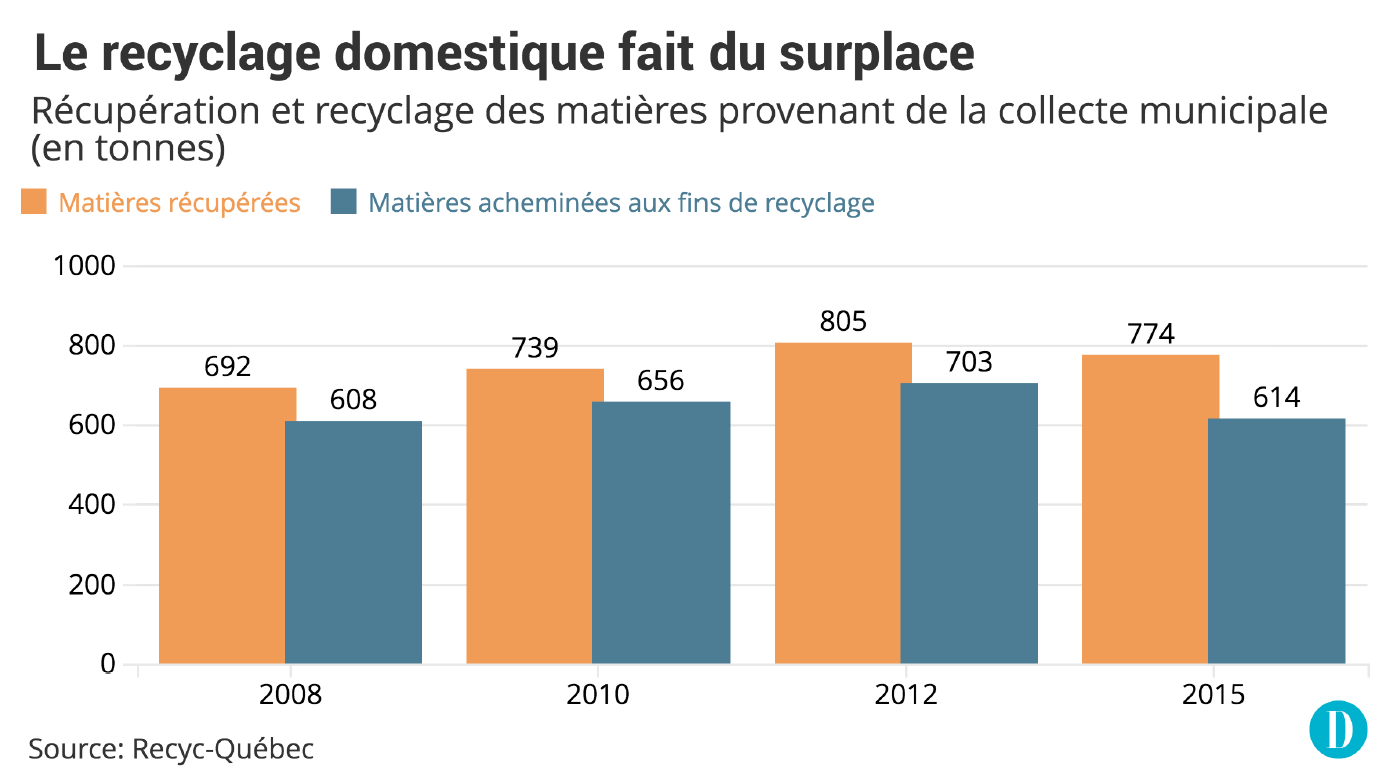 Le recyclage domestique fait du surplace
Récupération et recyclage des matières provenant de la collecte municipale
(en tonnes)
Matières récupérées Matières acheminées aux fins de recyclage
1000
800
600
400
200
0
692 608 739 656 805 703 774 614
2008 2010 2012 2015
Source: Recyc-Québec
D